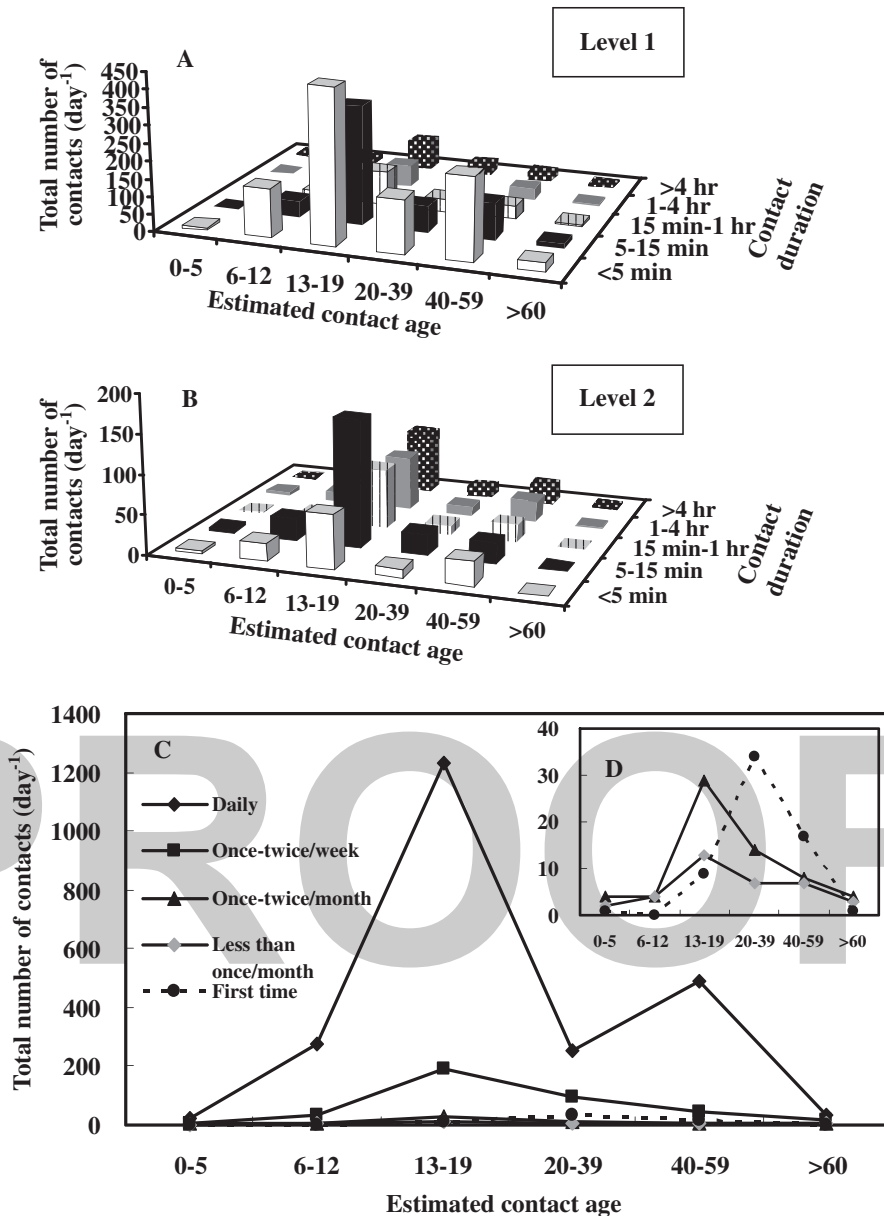 Level 1
A
Total number of
contacts (day-1)
450
400
350
300
250
200
150
100
50
0
0-5
6-12
13-19
20-39
40-59
>60
Estimated contact age
>4 hr
1-4 hr
15 min-1 hr
5-15 min
<5 min
Contact
duration
Level 2
B
Total number of
contacts (day-1)
200
150
100
50
0
0-5
6-12
13-19
20-39
40-59
>60
Estimated contact age
>4 hr
1-4 hr
15 min-1 hr
5-15 min
<5 min
Contact
duration
PROOF
C
Total number of contacts (day-1)
1400
1200
1000
800
600
400
200
0
Daily
Once-twice/week
Once-twice/month
Less than
once/month
First time
D
40
30
20
10
0
0-5
6-12
13-19
20-39
40-59
>60
0-5
6-12
13-19
20-39
40-59
>60
Estimated contact age